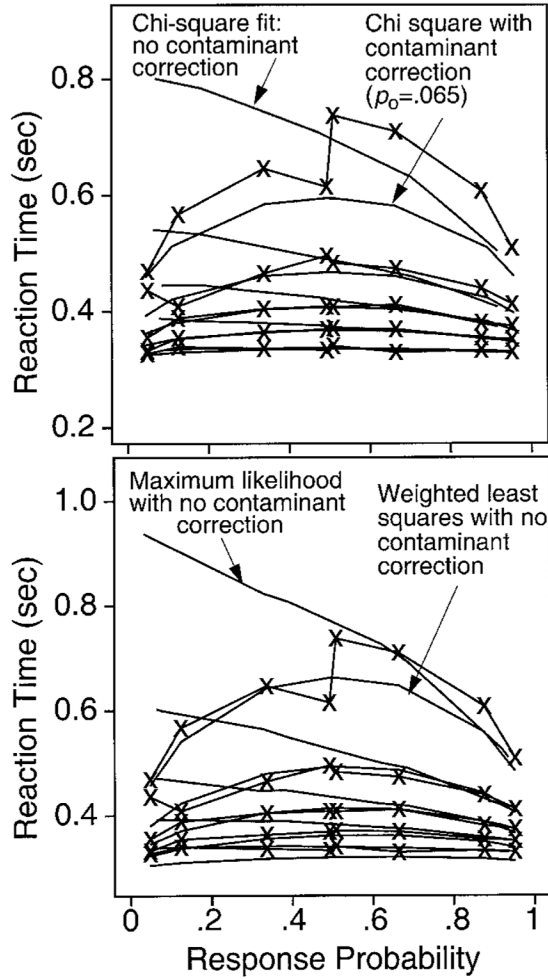 Chi-square fit:
no contaminant
correction
Chi square with
contaminant
correction
(po=.065)
0.8
0.6
0.4
0.2
Reaction Time (sec)
Maximum likelihood
with no contaminant
correction
Weighted least
squares with no
contaminant
correction
1.0
0.8
0.6
0.4
Reaction Time (sec)
0 .2 .4 .6 .8 1
Response Probability